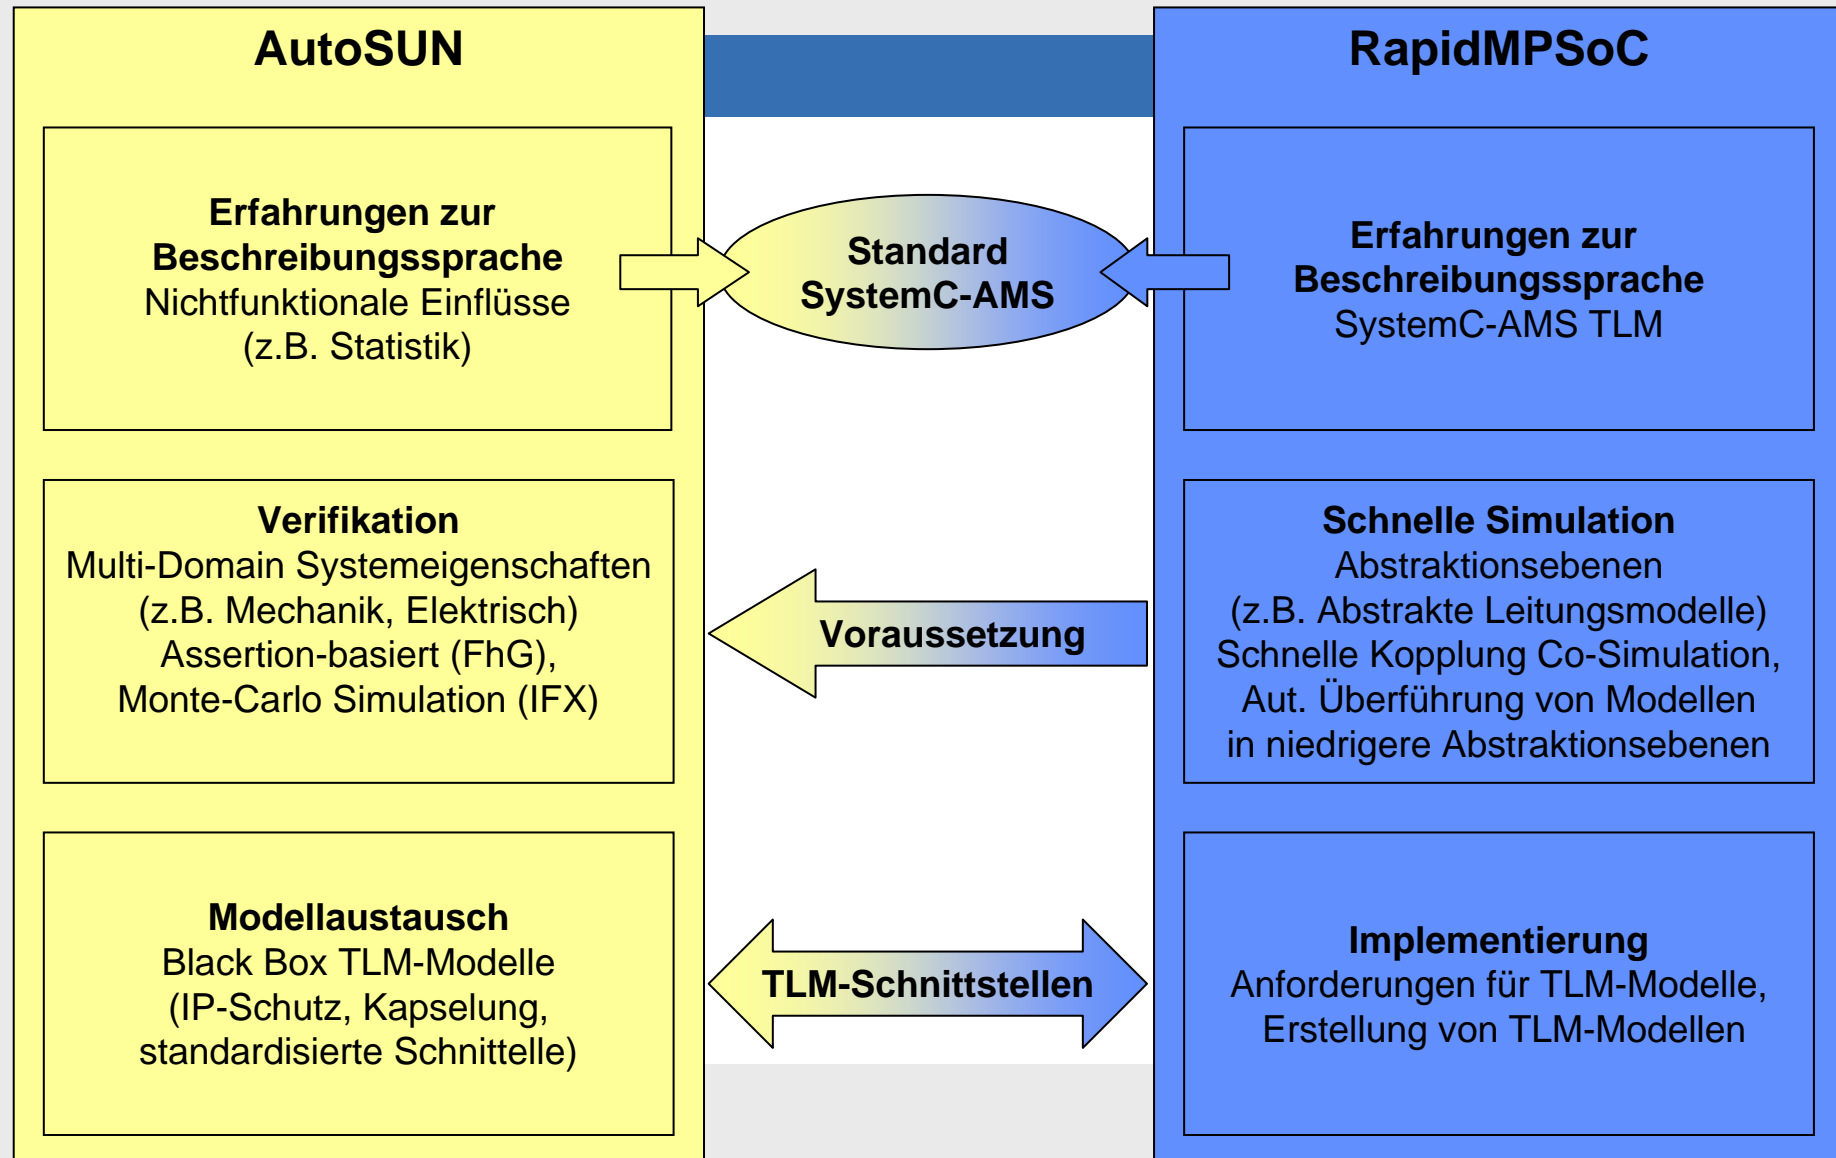 AutoSUN
Erfahrungen zur
Beschreibungssprache
Nichtfunktionale Einflüsse
(z.B. Statistik)
Verifikation
Multi-Domain Systemeigenschaften
(z.B. Mechanik, Elektrisch)
Assertion-basiert (FhG),
Monte-Carlo Simulation (IFX)
Modellaustausch
Black Box TLM-Modelle
(IP-Schutz, Kapselung,
standardisierte Schnittelle)
Standard
SystemC-AMS
Voraussetzung
TLM-Schnittstellen
RapidMPSoC
Erfahrungen zur
Beschreibungssprache
SystemC-AMS TLM
Schnelle Simulation
Abstraktionsebenen
(z.B. Abstrakte Leitungsmodelle)
Schnelle Kopplung Co-Simulation,
Aut. Überführung von Modellen
in niedrigere Abstraktionsebenen
Implementierung
Anforderungen für TLM-Modelle,
Erstellung von TLM-Modellen